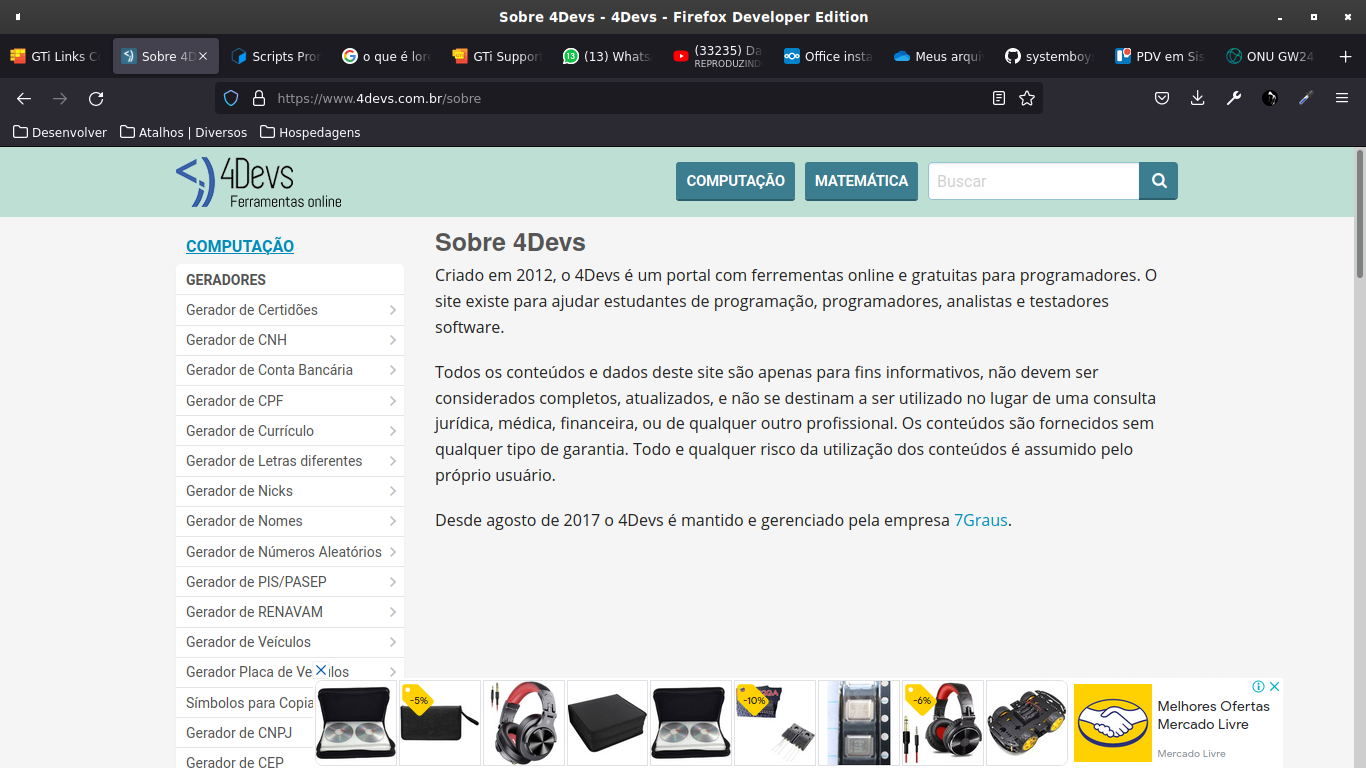 Sobre 4Devs - 4Devs - Firefox Developer Edition
GTi Links C
Sobre 4D
Scripts Pro
o que é lor
GTi Suport
(13) Whats
(33235) Da
REPRODUZIND
Office insta
Meus arqui
systemboy
PDV em Sis
ONU GW24
https://www.4devs.com.br/sobre
Desenvolver
Atalhos | Diversos
Hospedagens
4Devs
Ferramentas online
COMPUTAÇÃO
MATEMÁTICA
Buscar
COMPUTAÇÃO
GERADORES
Gerador de Certidões
Gerador de CNH
Gerador de Conta Bancária
Gerador de CPF
Gerador de Currículo
Gerador de Letras diferentes
Gerador de Nicks
Gerador de Nomes
Gerador de Números Aleatórios
Gerador de PIS/PASEP
Gerador de RENAVAM
Gerador de Veículos
Gerador Placa de Ve los
Símbolos para Copia
Gerador de CNPJ
Gerador de CEP
Sobre 4Devs
Criado em 2012, o 4Devs é um portal com ferrementas online e gratuitas para programadores. O
site existe para ajudar estudantes de programação, programadores, analistas e testadores
software.
Todos os conteúdos e dados deste site são apenas para fins informativos, não devem ser
considerados completos, atualizados, e não se destinam a ser utilizado no lugar de uma consulta
jurídica, médica, financeira, ou de qualquer outro profissional. Os conteúdos são fornecidos sem
qualquer tipo de garantia. Todo e qualquer risco da utilização dos conteúdos é assumido pelo
próprio usuário.
Desde agosto de 2017 o 4Devs é mantido e gerenciado pela empresa 7Graus.
-5%
-10%
-6%
Melhores Ofertas
Mercado Livre
Mercado Livre